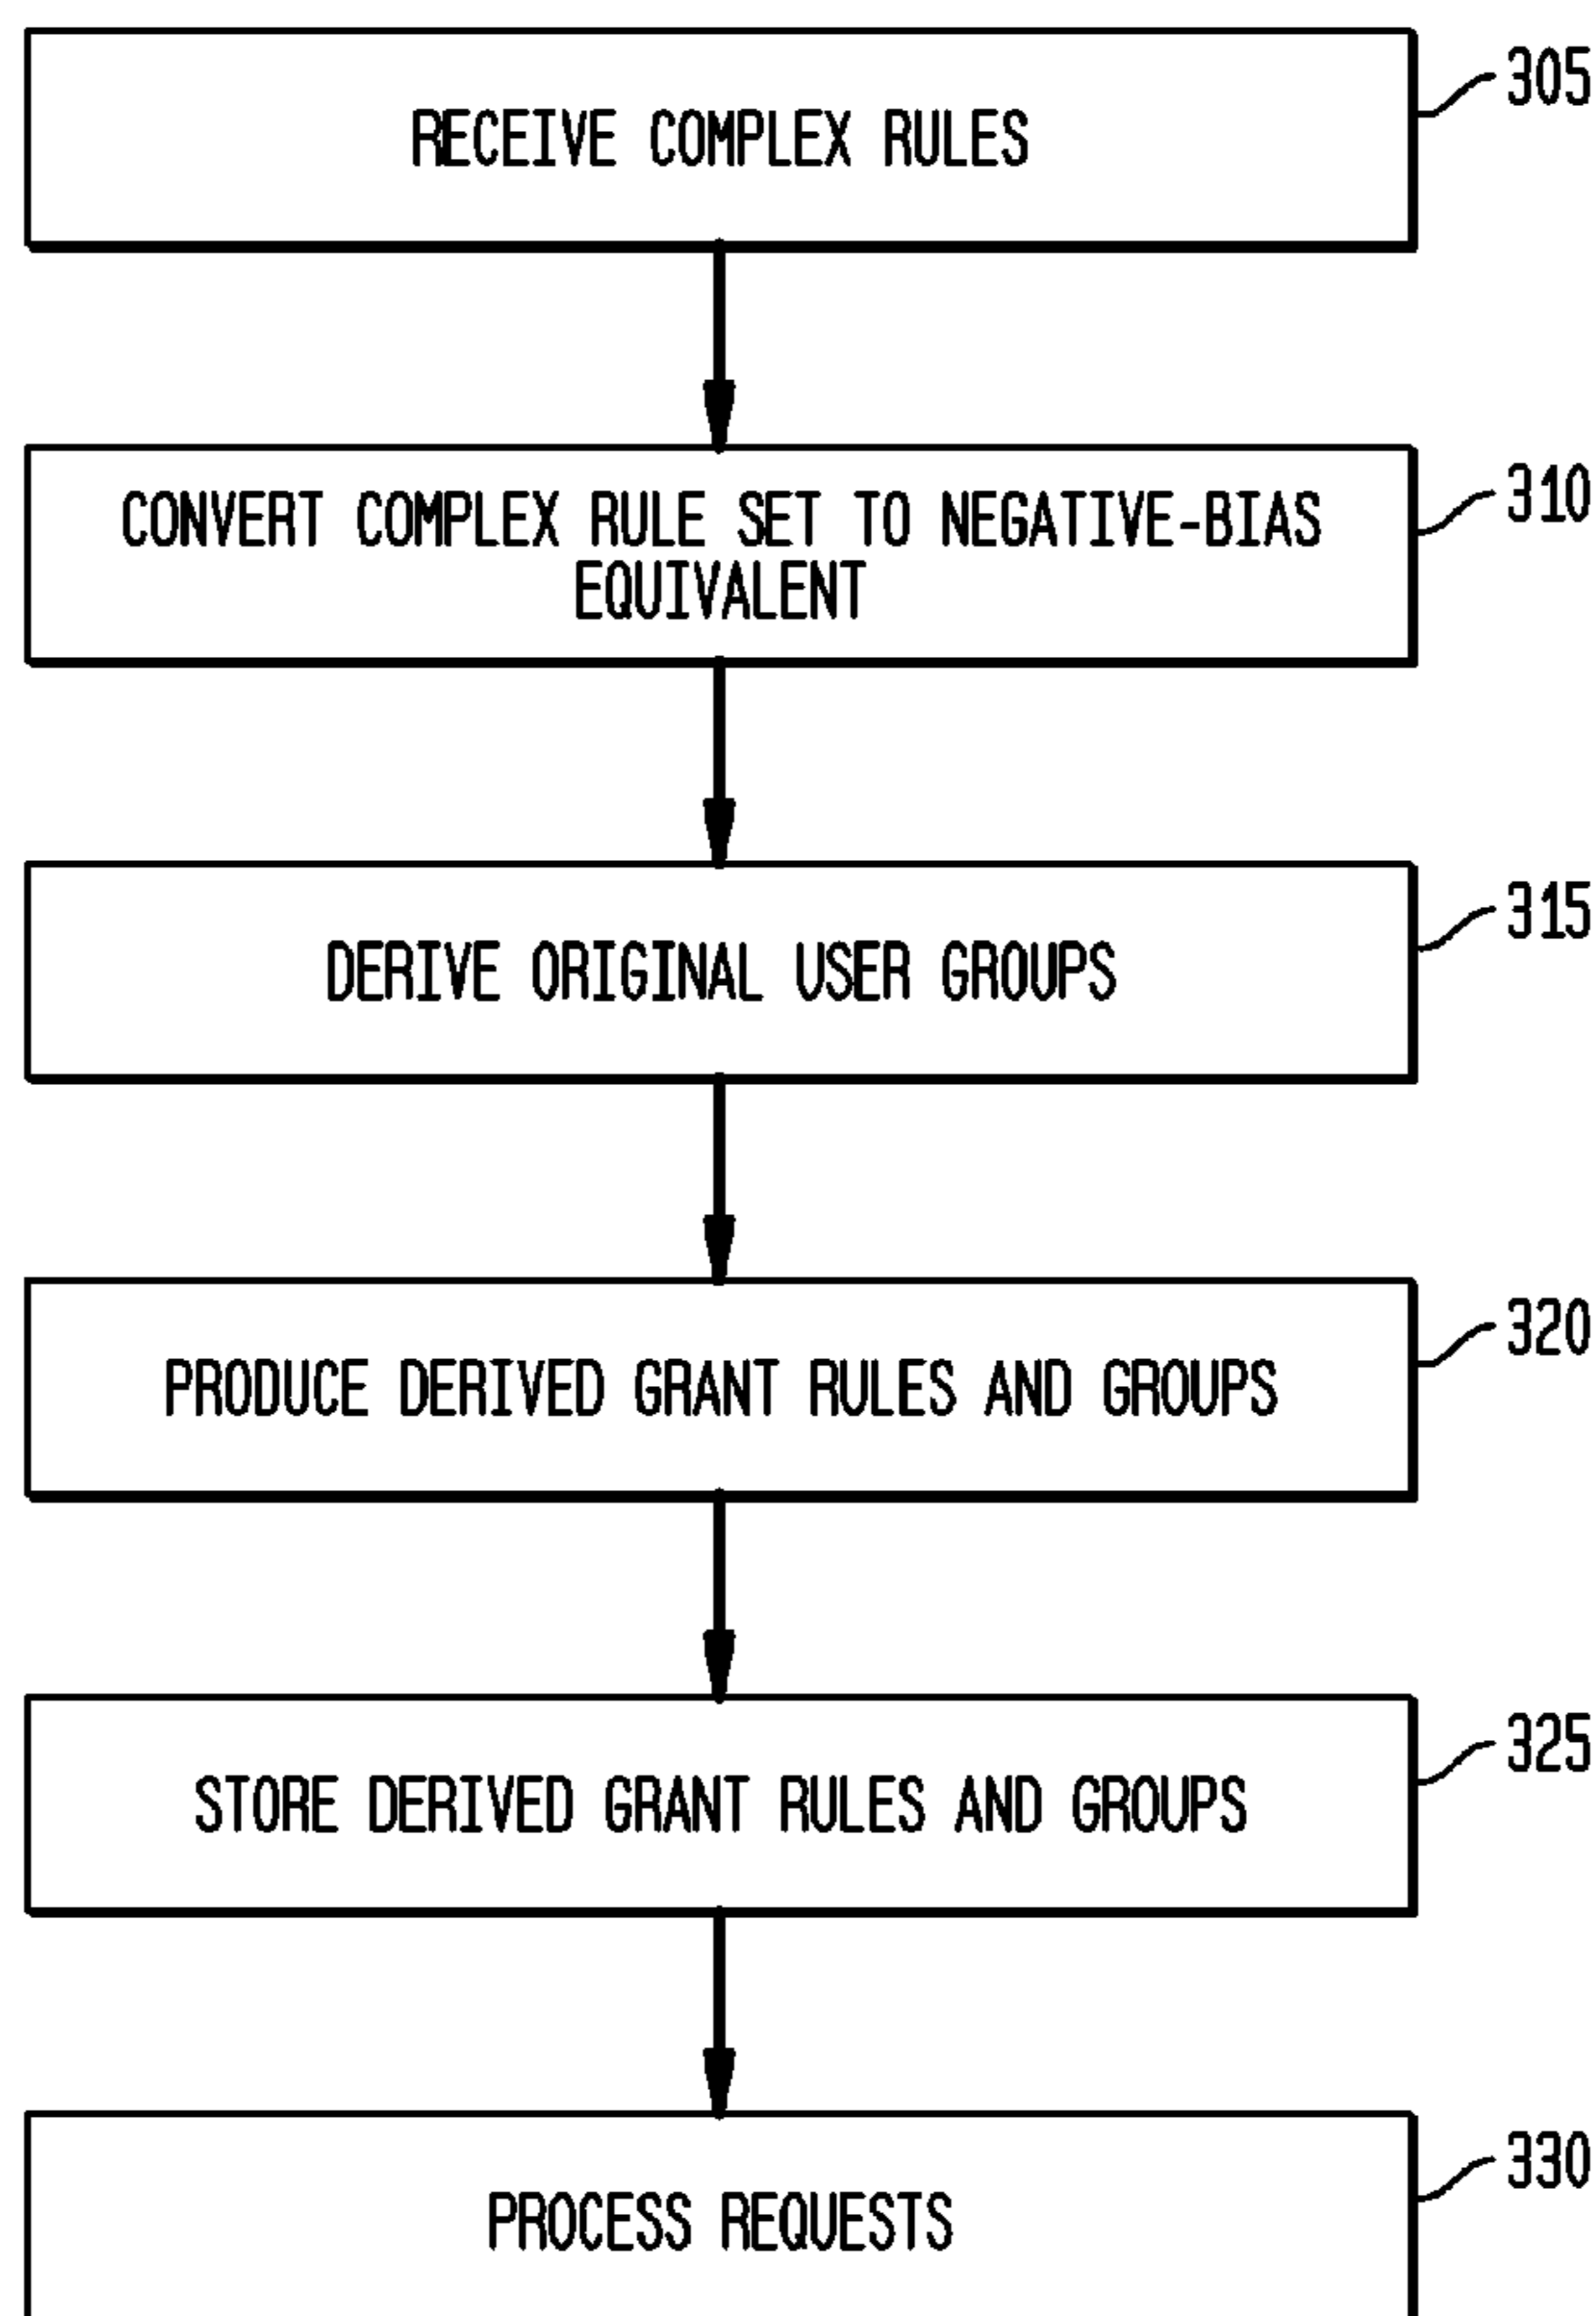 RECEIVE COMPLEX RULES
305
CONVERT COMPLEX RULE SET TO NEGATIVE-BIAS
EQUIVALENT
310
DERIVE ORIGINAL USER GROUPS
315
PRODUCE DERIVED GRANT RULES AND GROUPS
320
STORE DERIVED GRANT RULES AND GROUPS
325
PROCESS REQUESTS
330